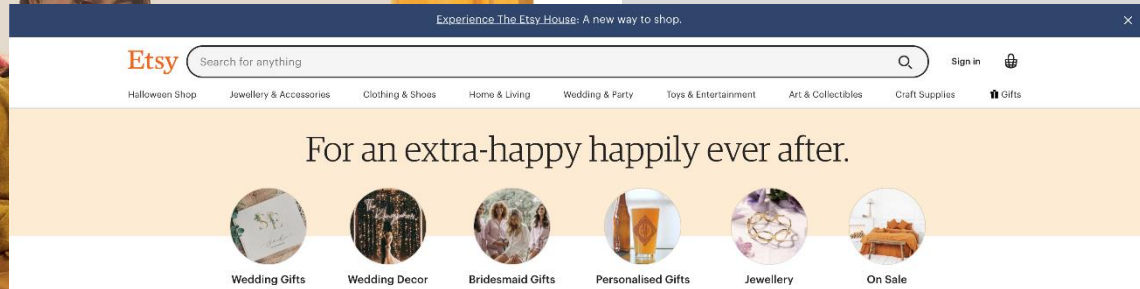 Experience The Etsy House: A new way to shop.
Etsy
Search for anything
Sign in
Halloween Shop Jewellery & Accessories Clothing & Shoes Home & Living Wedding & Party Toys & Entertainment Art & Collectibles Craft Supplies Gifts
For an extra-happy happily ever after.
Wedding Gifts Wedding Decor Bridesmaid Gifts Personalised Gifts Jewellery On Sale